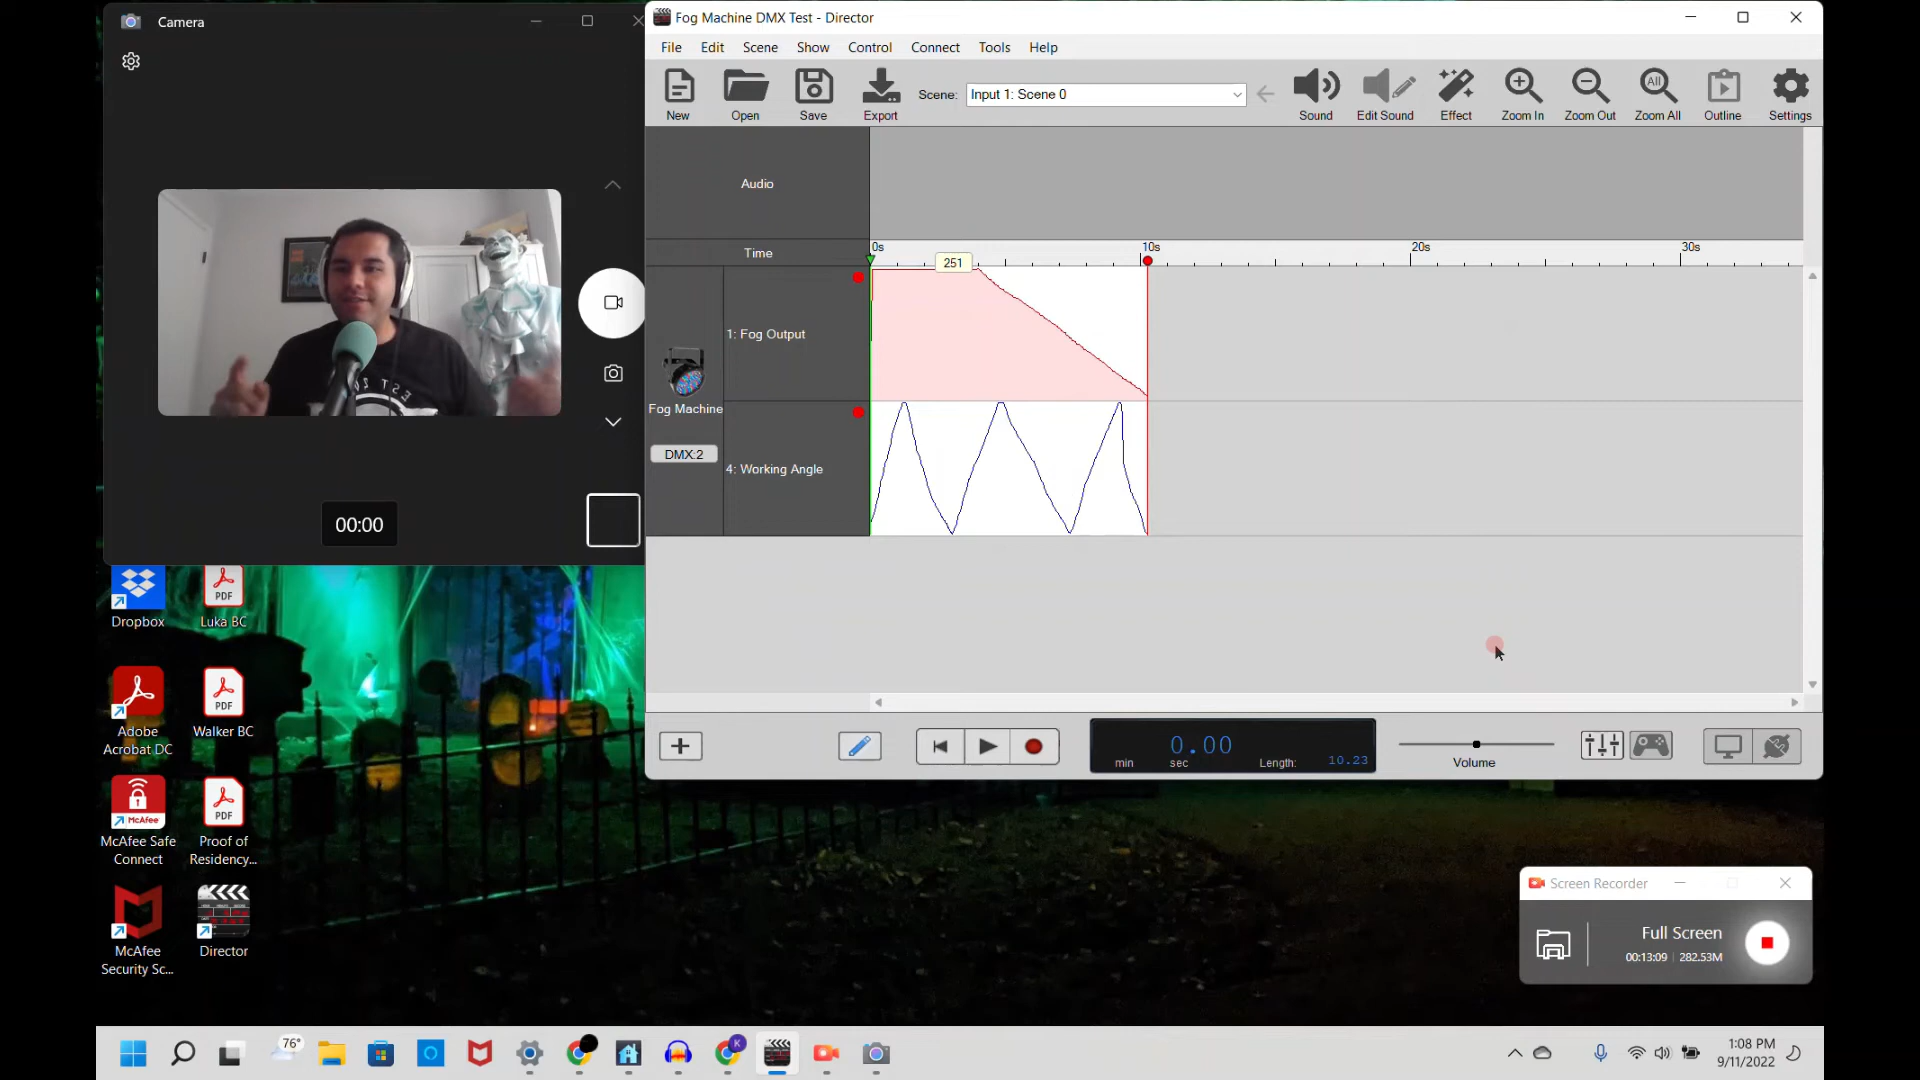 Camera
00:00
Fog Machine DMX Test - Director
File Edit Scene Show Control Connect Tools Help
New Open Save Export Scene: Input 1: Scene 0 Sound Edit Sound Effect Zoom In Zoom Out All Zoom All Outline Settings
Audio
Time 0s 10s 20s 30s
251
1: Fog Output
Fog Machine
DMX:2
4: Working Angle
0.00
min sec Length: 10.23
Volume
Dropbox
PDF
Luka BC
Adobe
Acrobat DC
PDF
Walker BC
McAfee
McAfee Safe
Connect
PDF
Proof of
Residency...
McAfee
Security Sc...
Director
Screen Recorder
Full Screen
00:13:09 282.53M
76°
K
1:08 PM
9/11/2022